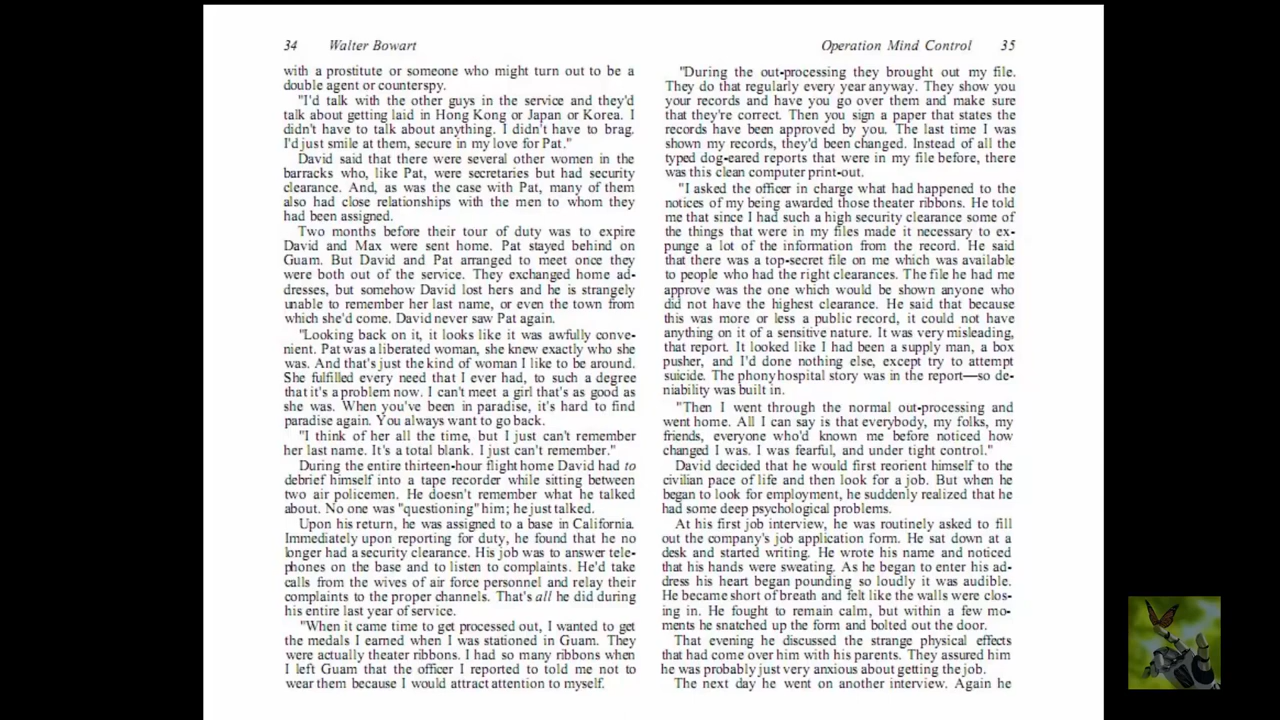 34 Walter Bowart
with a prostitute or someone who might turn out to be a
double agent or counterspy.
"I'd talk with the other guys in the service and they'd
talk about getting laid in Hong Kong or Japan or Korea. I
didn't have to talk about anything. I didn't have to brag.
I'd just smile at them, secure in my love for Pat."
David said that there were several other women in the
barracks who, like Pat, were secretaries but had security
clearance. And, as was the case with Pat, many of them
also had close relationships with the men to whom they
had been assigned.
Two months before their tour of duty was to expire
David and Max were sent home. Pat stayed behind on
Guam. But David and Pat arranged to meet once they
were both out of the service. They exchanged home ad-
dresses, but somehow David lost hers and he is strangely
unable to remember her last name, or even the town from
which she'd come. David never saw Pat again.
"Looking back on it, it looks like it was awfully conve-
nient. Pat was a liberated woman, she knew exactly who she
was. And that's just the kind of woman I like to be around.
She fulfilled every need that I ever had, to such a degree
that it's a problem now. I can't meet a girl that's as good as
she was. When you've been in paradise, it's hard to find
paradise again. You always want to go back.
"I think of her all the time, but I just can't remember
her last name. It's a total blank. I just can't remember."
During the entire thirteen-hour flight home David had to
debrief himself into a tape recorder while sitting between
two air policemen. He doesn't remember what he talked
about. No one was "questioning" him; he just talked.
Upon his return, he was assigned to a base in California.
Immediately upon reporting for duty, he found that he no
longer had a security clearance. His job was to answer tele-
phones on the base and to listen to complaints. He'd take
calls from the wives of air force personnel and relay their
complaints to the proper channels. That's all he did during
his entire last year of service.
"When it came time to get processed out, I wanted to get
the medals I earned when I was stationed in Guam. They
were actually theater ribbons. I had so many ribbons when
I left Guam that the officer I reported to told me not to
wear them because I would attract attention to myself.
Operation Mind Control 35
"During the out-processing they brought out my file.
They do that regularly every year anyway. They show you
your records and have you go over them and make sure
that they're correct. Then you sign a paper that states the
records have been approved by you. The last time I was
shown my records, they'd been changed. Instead of all the
typed dog-eared reports that were in my file before, there
was this clean computer print-out.
"I asked the officer in charge what had happened to the
notices of my being awarded those theater ribbons. He told
me that since I had such a high security clearance some of
the things that were in my files made it necessary to ex-
punge a lot of the information from the record. He said
that there was a top-secret file on me which was available
to people who had the right clearances. The file he had me
approve was the one which would be shown anyone who
did not have the highest clearance. He said that because
this was more or less a public record, it could not have
anything on it of a sensitive nature. It was very misleading,
that report. It looked like I had been a supply man, a box
pusher, and I'd done nothing else, except try to attempt
suicide. The phony hospital story was in the report—so de-
niability was built in.
"Then I went through the normal out-processing and
went home. All I can say is that everybody, my folks, my
friends, everyone who'd known me before noticed how
changed I was. I was fearful, and under tight control."
David decided that he would first reorient himself to the
civilian pace of life and then look for a job. But when he
began to look for employment, he suddenly realized that he
had some deep psychological problems.
At his first job interview, he was routinely asked to fill
out the company's job application form. He sat down at a
desk and started writing. He wrote his name and noticed
that his hands were sweating. As he began to enter his ad-
dress his heart began pounding so loudly it was audible.
He became short of breath and felt like the walls were clos-
ing in. He fought to remain calm, but within a few mo-
ments he snatched up the form and bolted out the door.
That evening he discussed the strange physical effects
that had come over him with his parents. They assured him
he was probably just very anxious about getting the job.
The next day he went on another interview. Again he